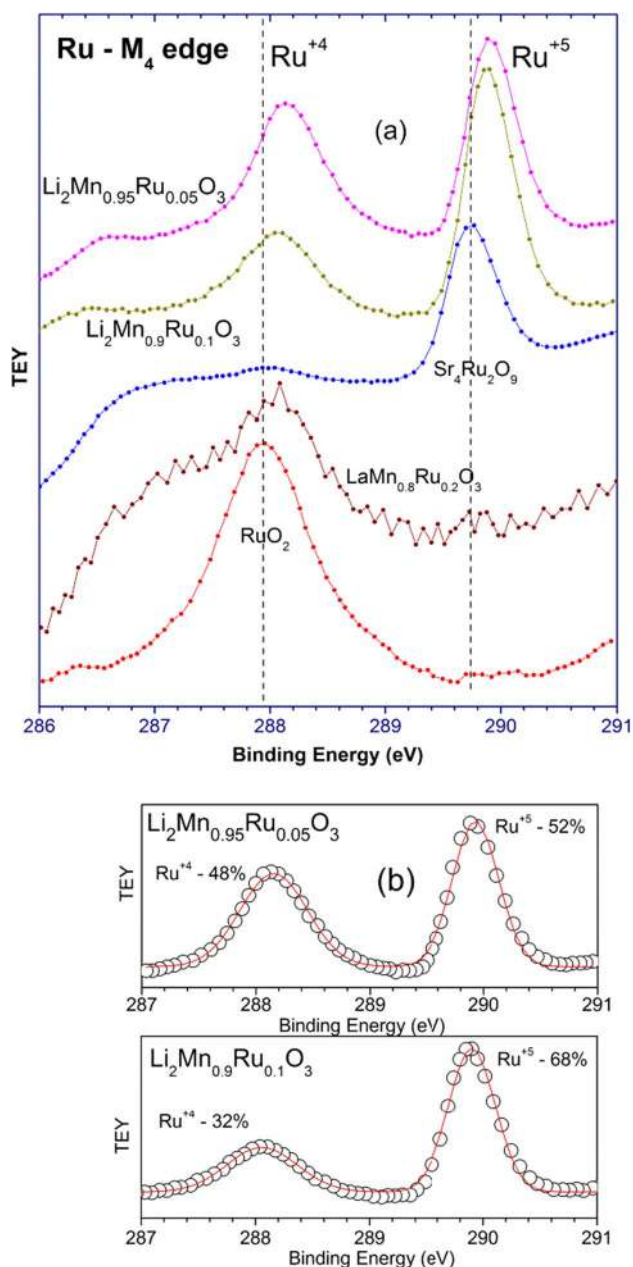 Ru - M₄ edge
Ru⁺⁴
Ru⁺⁵
(a)
Li₂Mn₀.₉₅Ru₀.₀₅O₃
Li₂Mn₀.₉Ru₀.₁O₃
Sr₄Ru₂O₉
LaMn₀.₈Ru₀.₂O₃
RuO₂
TEY
286 287 288 289 290 291
Binding Energy (eV)
Li₂Mn₀.₉₅Ru₀.₀₅O₃
Ru⁺⁵ - 52%
Ru⁺⁴ - 48%
(b)
TEY
287 288 289 290 291
Binding Energy (eV)
Li₂Mn₀.₉Ru₀.₁O₃
Ru⁺⁵ - 68%
Ru⁺⁴ - 32%
TEY
287 288 289 290 291
Binding Energy (eV)